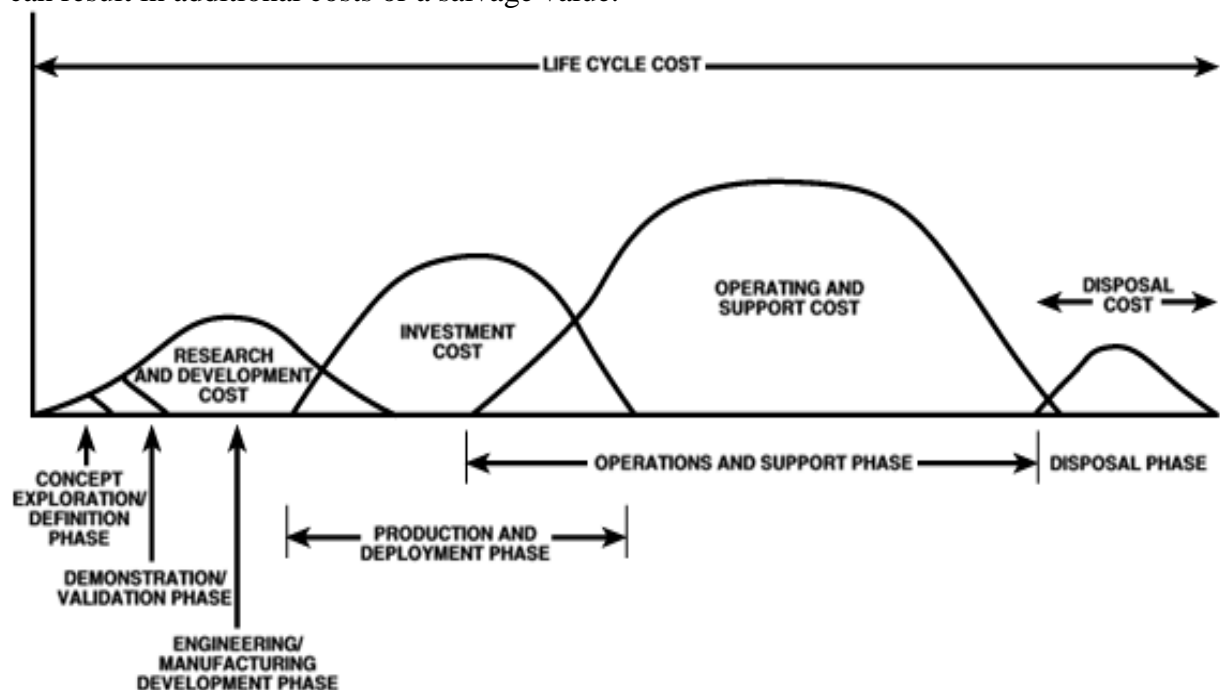 can result in additional costs or a salvage value.
LIFE CYCLE COST
OPERATING AND
SUPPORT COST
DISPOSAL
COST
INVESTMENT
COST
RESEARCH
AND DEVELOPMENT
COST
OPERATIONS AND SUPPORT PHASE
DISPOSAL PHASE
CONCEPT
EXPLORATION/
DEFINITION
PHASE
PRODUCTION AND
DEPLOYMENT PHASE
DEMONSTRATION/
VALIDATION PHASE
ENGINEERING/
MANUFACTURING
DEVELOPMENT PHASE